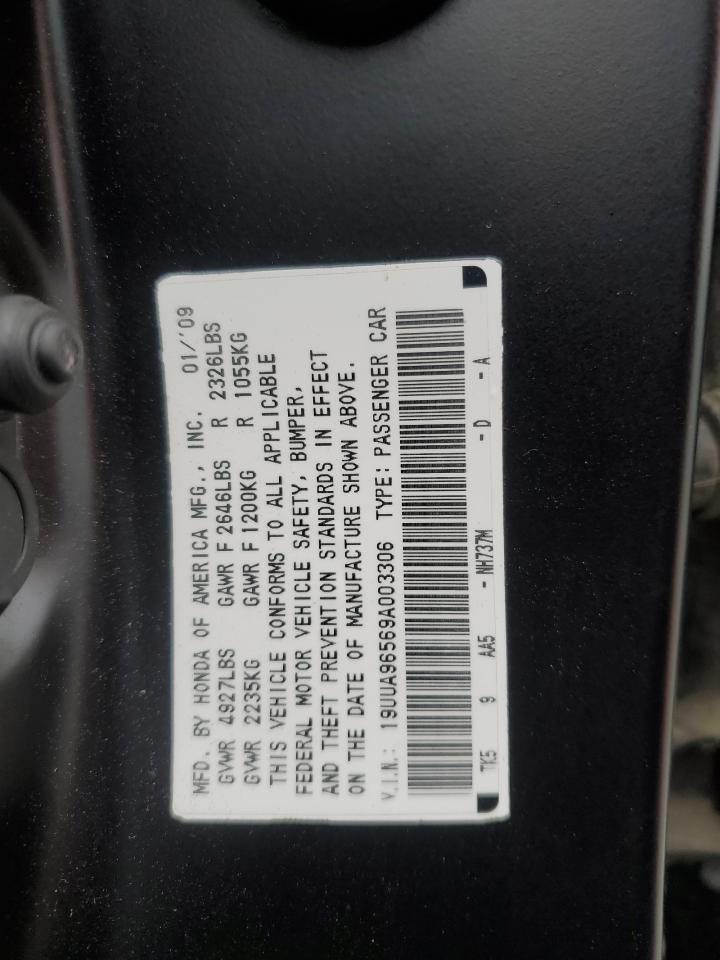 MFD. BY HONDA OF AMERICA MFG., INC. 01/'09
GVWR 4927LBS GAWR F 2646LBS R 2326LBS
GVWR 2235KG GAWR F 1200KG R 1055KG
THIS VEHICLE CONFORMS TO ALL APPLICABLE
FEDERAL MOTOR VEHICLE SAFETY, BUMPER,
AND THEFT PREVENTION STANDARDS IN EFFECT
ON THE DATE OF MANUFACTURE SHOWN ABOVE.
V.I.N.: 19UUA96569A003306 TYPE: PASSENGER CAR
TK5 9 AA5 - NH737M - D - A